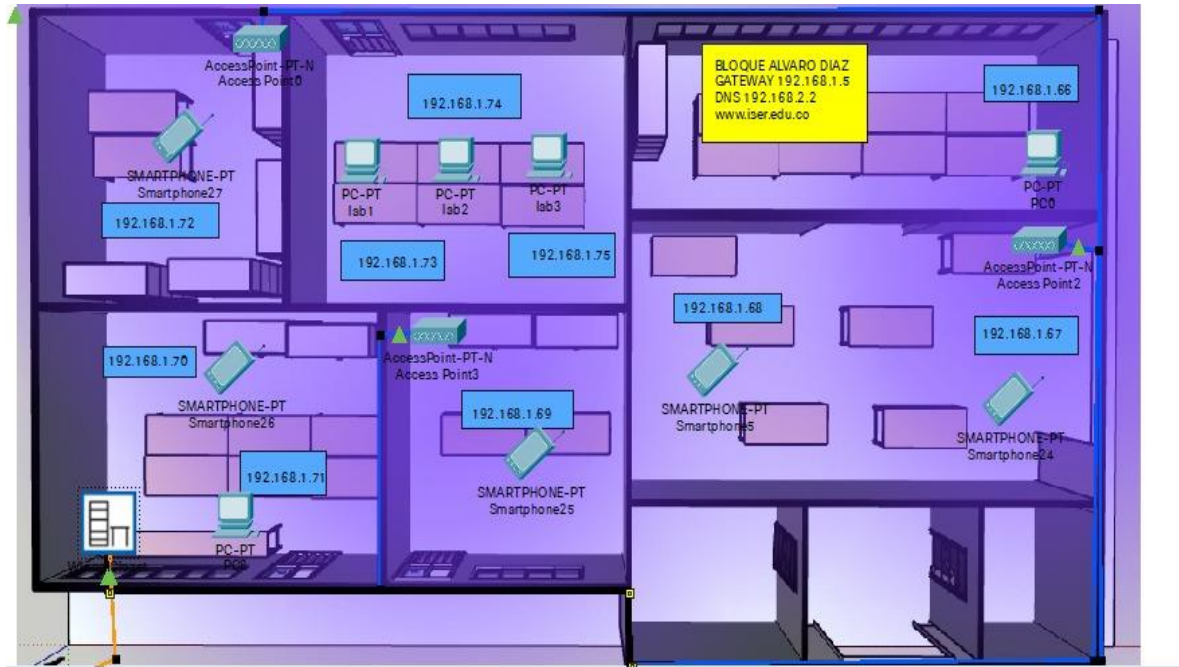 AccessPoint-PT-N
Access Point0
192.168.1.74
BLOQUE ALVARO DIAZ
GATEWAY 192.168.1.5
DNS 192.168.2.2
www.iser.edu.co
192.168.1.66
SMARTPHONE-PT
Smartphone27
192.168.1.72
PC-PT
lab1
PC-PT
lab2
PC-PT
lab3
PC-PT
PC0
192.168.1.73
192.168.1.75
AccessPoint-PT-N
Access Point2
192.168.1.68
192.168.1.67
192.168.1.70
AccessPoint-PT-N
Access Point3
SMARTPHONE-PT
Smartphone26
192.168.1.69
SMARTPHONE-PT
Smartphone5
SMARTPHONE-PT
Smartphone24
192.168.1.71
SMARTPHONE-PT
Smartphone25
PC-PT